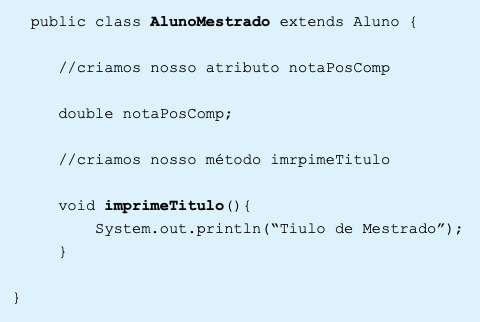 public class AlunoMestrado extends Aluno {
//criamos nosso atributo notaPosComp
double notaPosComp;
//criamos nosso método imrpimeTitulo
void imprimeTitulo(){
System.out.println(“Tiulo de Mestrado”);
}
}